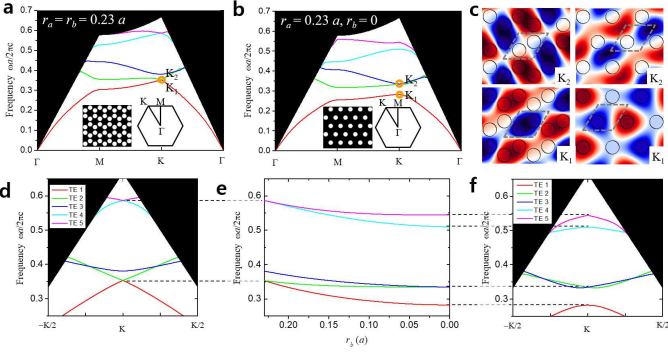 a
b
c
r_a = r_b = 0.23 a
r_a = 0.23 a, r_b = 0
Frequency ωa/2πc
0.7
0.6
0.5
0.4
0.3
0.2
0.1
0.0
K₂
K₁
K
M
Γ
Γ M K Γ
Frequency ωa/2πc
0.7
0.6
0.5
0.4
0.3
0.2
0.1
0.0
K₂
K₁
K
M
Γ
Γ M K Γ
K₂
K₂
K₁
K₁
d
e
f
Frequency ωa/2πc
0.6
0.5
0.4
0.3
TE 1
TE 2
TE 3
TE 4
TE 5
−K/2 K K/2
Frequency ωa/2πc
0.6
0.5
0.4
0.3
0.20 0.15 0.10 0.05 0.00
r_b (a)
Frequency ωa/2πc
0.6
0.5
0.4
0.3
TE 1
TE 2
TE 3
TE 4
TE 5
−K/2 K K/2